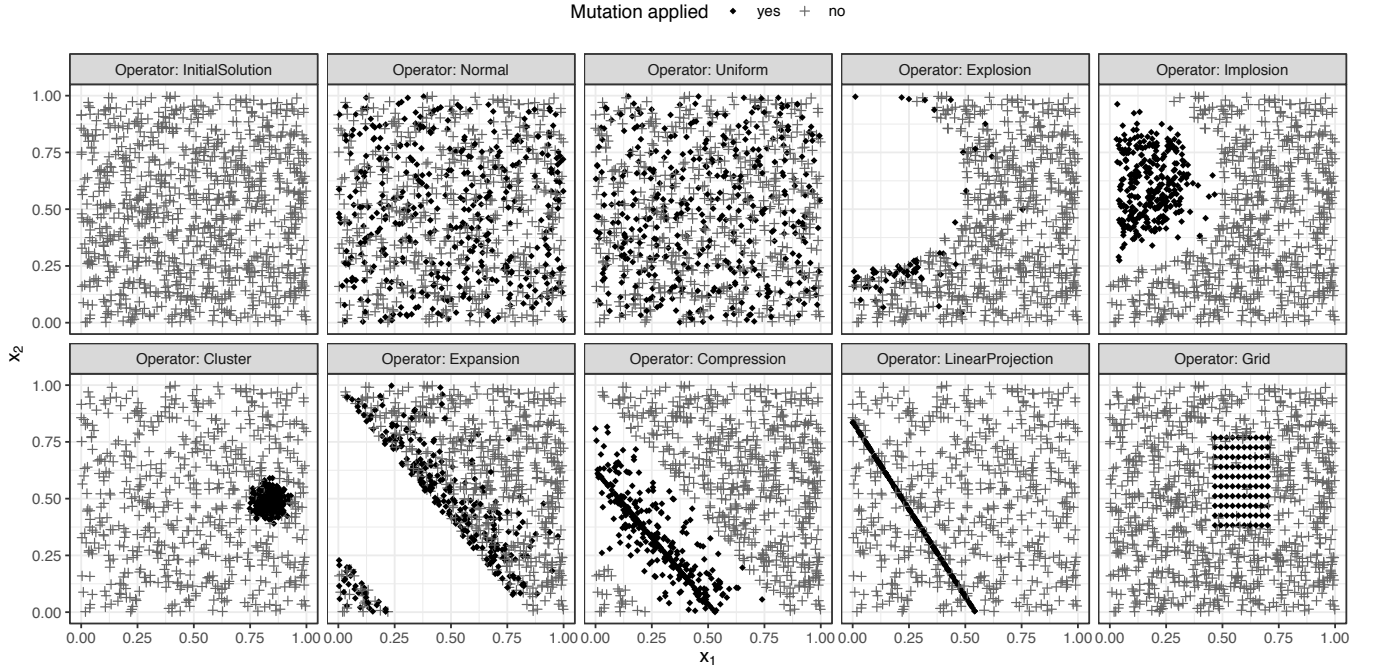 Mutation applied yes no
Operator: InitialSolution Operator: Normal Operator: Uniform Operator: Explosion Operator: Implosion
1.00
0.75
0.50
0.25
0.00
x2
Operator: Cluster Operator: Expansion Operator: Compression Operator: LinearProjection Operator: Grid
1.00
0.75
0.50
0.25
0.00
0.00 0.25 0.50 0.75 1.00 0.00 0.25 0.50 0.75 1.00 0.00 0.25 0.50 0.75 1.00 0.00 0.25 0.50 0.75 1.00 0.00 0.25 0.50 0.75 1.00
x1